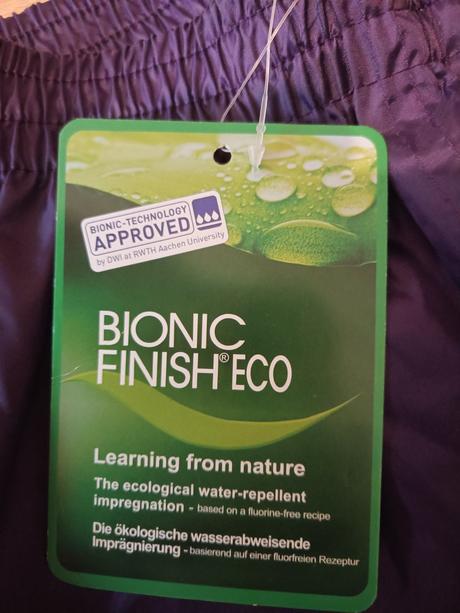 BIONIC-TECHNOLOGY
APPROVED
by DWI at RWTH Aachen University
BIONIC
FINISH® ECO
Learning from nature
The ecological water-repellent
impregnation - based on a fluorine-free recipe
Die ökologische wasserabweisende
Imprägnierung - basierend auf einer fluorfreien Rezeptur